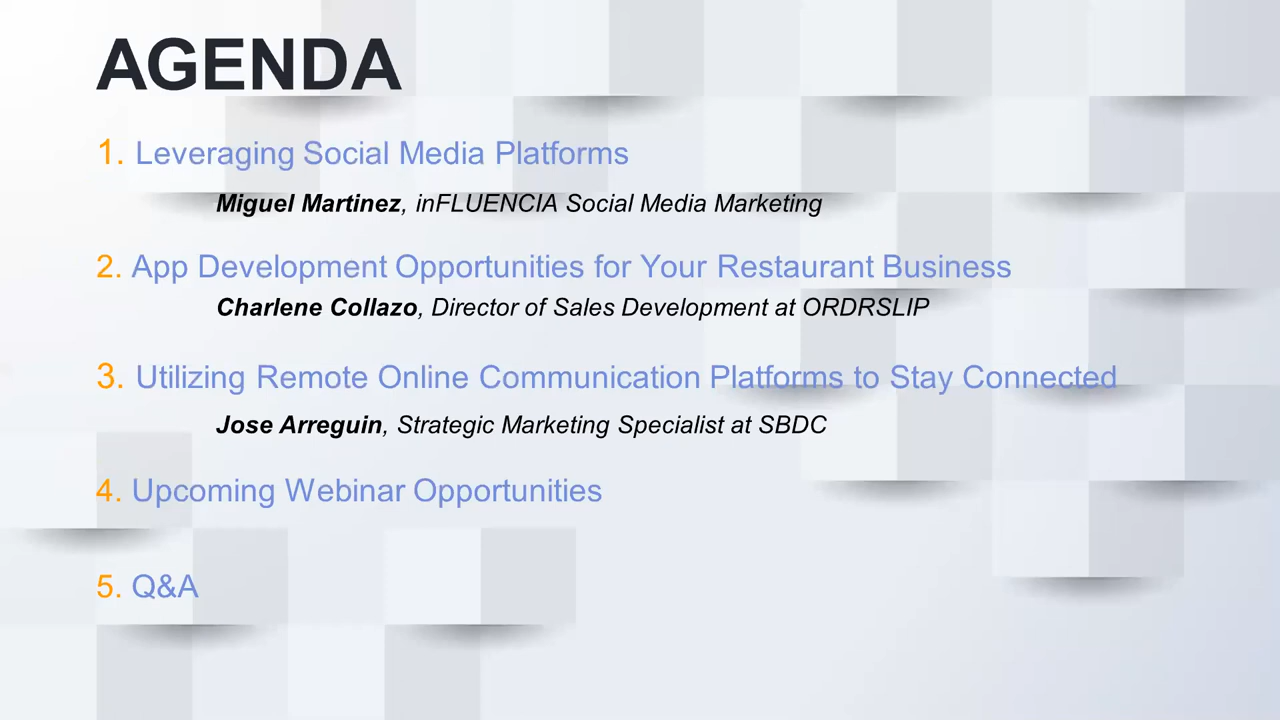 AGENDA
1. Leveraging Social Media Platforms
Miguel Martinez, inFLUENCIA Social Media Marketing
2. App Development Opportunities for Your Restaurant Business
Charlene Collazo, Director of Sales Development at ORDRSLIP
3. Utilizing Remote Online Communication Platforms to Stay Connected
Jose Arreguin, Strategic Marketing Specialist at SBDC
4. Upcoming Webinar Opportunities
5. Q&A